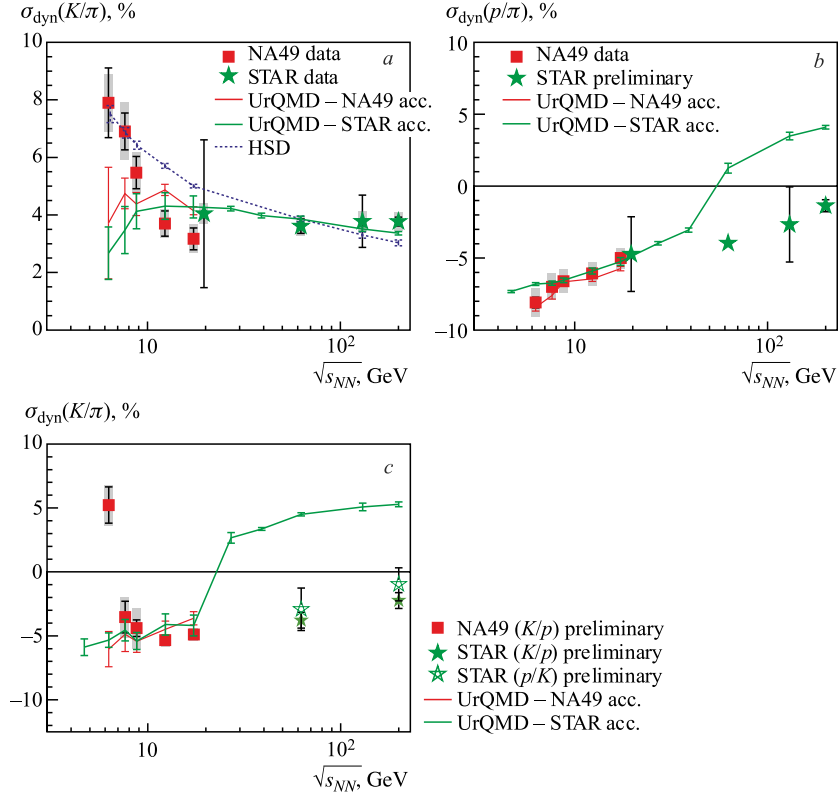 σdyn(K/π), %
a
NA49 data
STAR data
UrQMD – NA49 acc.
UrQMD – STAR acc.
HSD
10
8
6
4
2
0
10
10²
√sNN, GeV
σdyn(p/π), %
b
NA49 data
STAR preliminary
UrQMD – NA49 acc.
UrQMD – STAR acc.
10
5
0
–5
–10
10
10²
√sNN, GeV
σdyn(K/π), %
c
10
5
0
–5
–10
10
10²
√sNN, GeV
NA49 (K/p) preliminary
STAR (K/p) preliminary
STAR (p/K) preliminary
UrQMD – NA49 acc.
UrQMD – STAR acc.